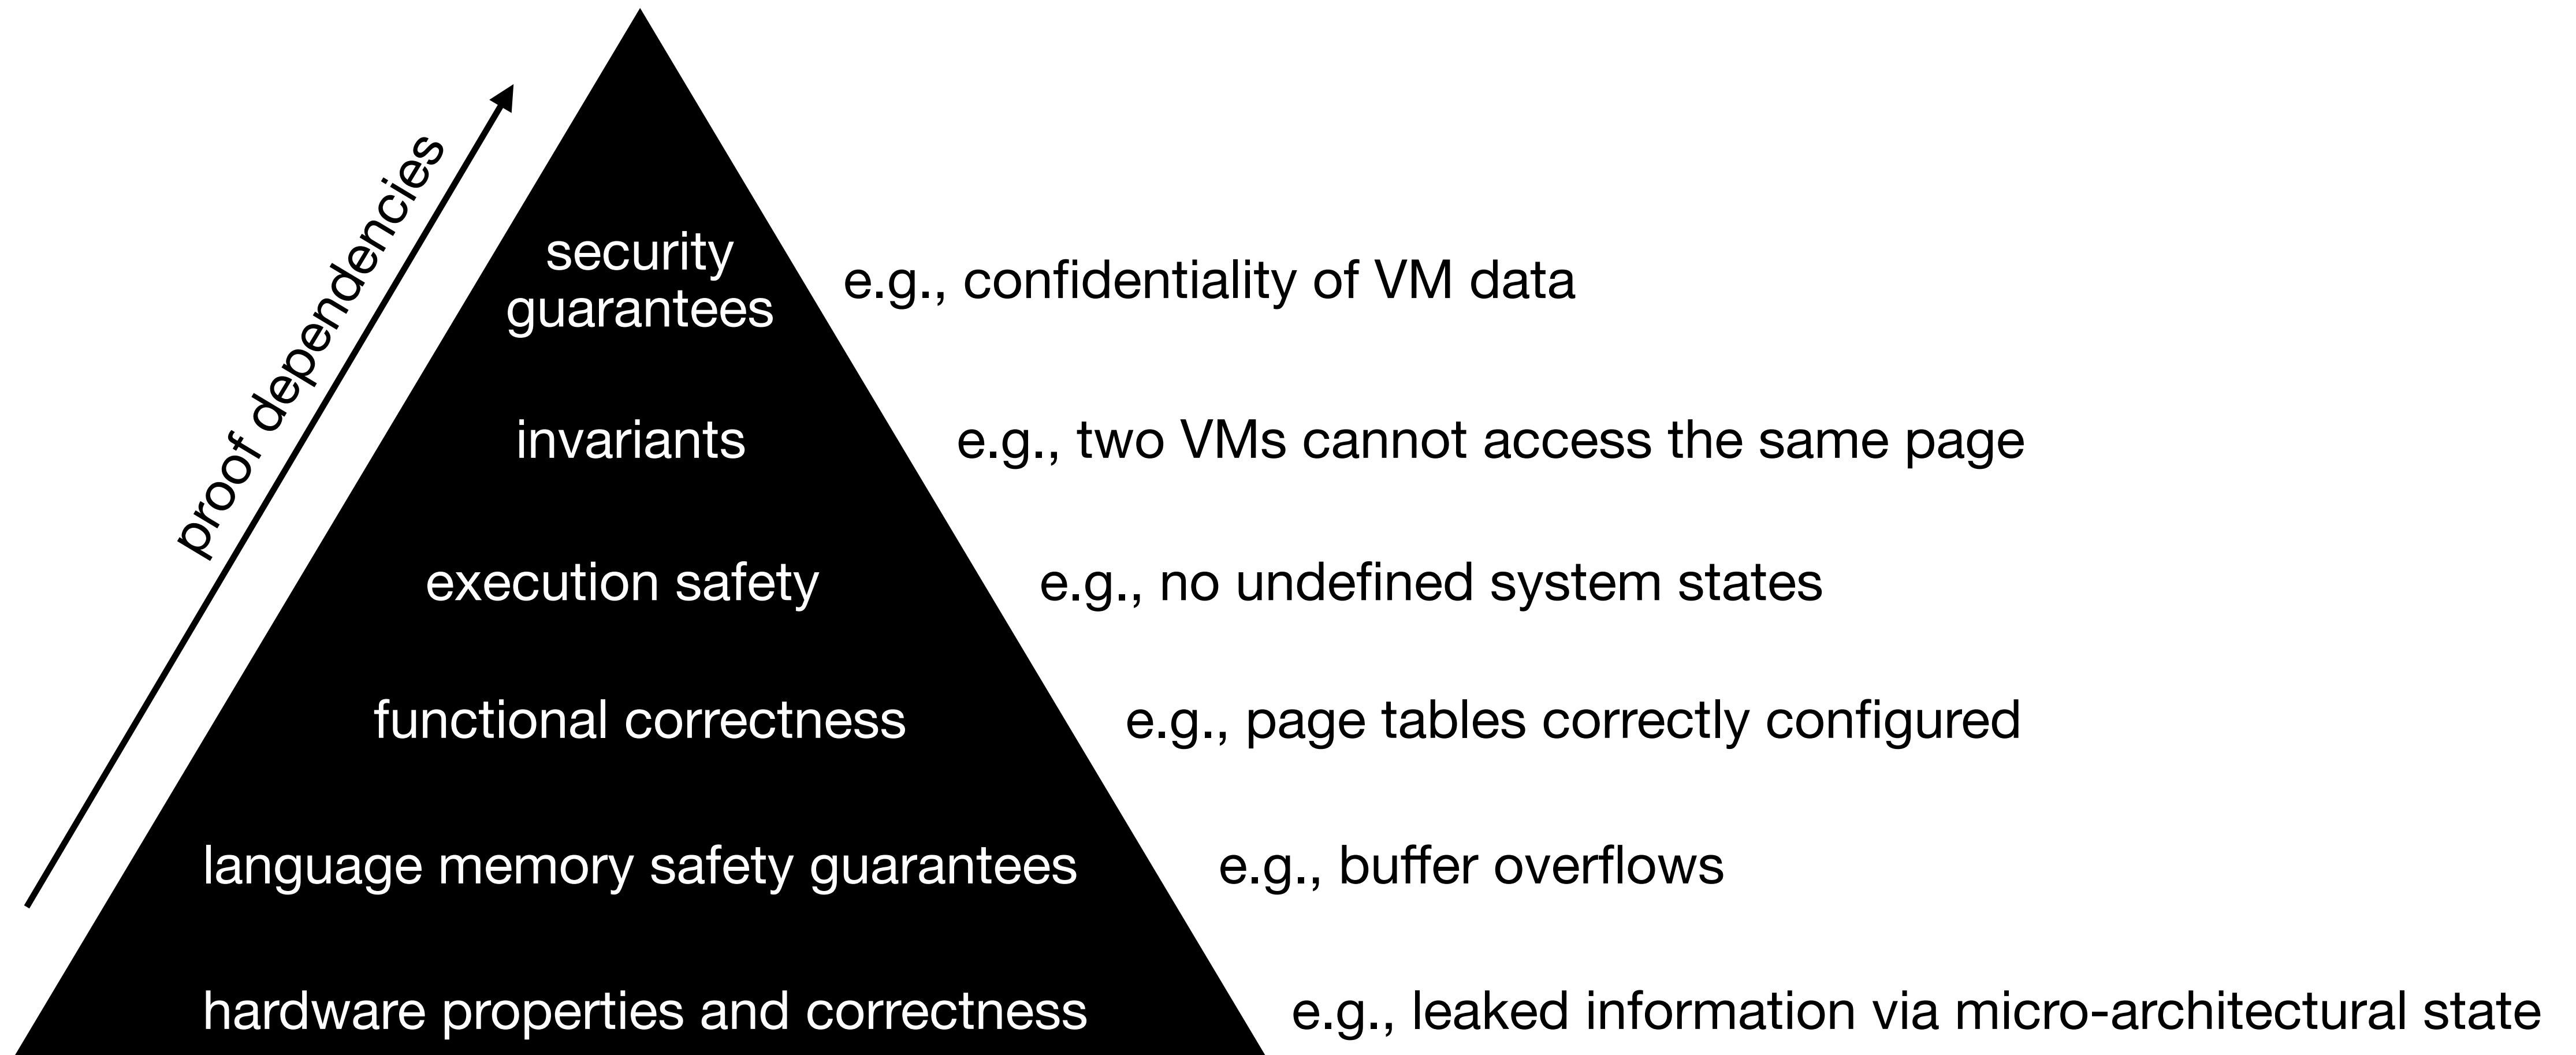 proof dependencies
security
guarantees
e.g., confidentiality of VM data
invariants
e.g., two VMs cannot access the same page
execution safety
e.g., no undefined system states
functional correctness
e.g., page tables correctly configured
language memory safety guarantees
e.g., buffer overflows
hardware properties and correctness
e.g., leaked information via micro-architectural state